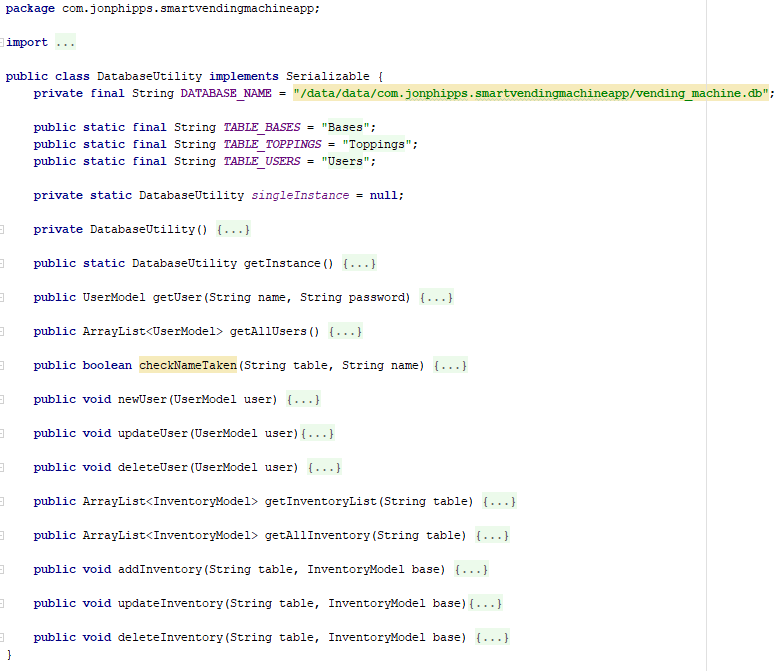 package com.jonphipps.smartvendingmachineapp;
import ...
public class DatabaseUtility implements Serializable {
private final String DATABASE_NAME = "/data/data/com.jonphipps.smartvendingmachineapp/vending_machine.db";
public static final String TABLE_BASES = "Bases";
public static final String TABLE_TOPPINGS = "Toppings";
public static final String TABLE_USERS = "Users";
private static DatabaseUtility singleInstance = null;
private DatabaseUtility() {...}
public static DatabaseUtility getInstance() {...}
public UserModel getUser(String name, String password) {...}
public ArrayList<UserModel> getAllUsers() {...}
public boolean checkNameTaken(String table, String name) {...}
public void newUser(UserModel user) {...}
public void updateUser(UserModel user){...}
public void deleteUser(UserModel user) {...}
public ArrayList<InventoryModel> getInventoryList(String table) {...}
public ArrayList<InventoryModel> getAllInventory(String table) {...}
public void addInventory(String table, InventoryModel base) {...}
public void updateInventory(String table, InventoryModel base){...}
public void deleteInventory(String table, InventoryModel base) {...}
}